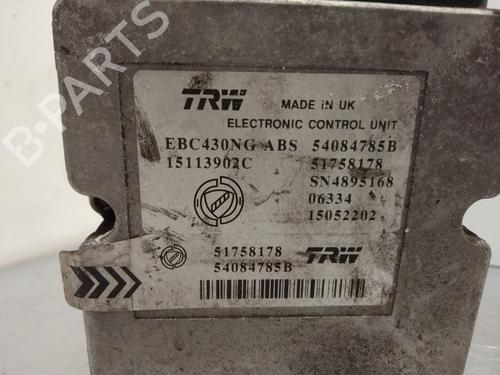 TRW MADE IN UK
ELECTRONIC CONTROL UNIT
EBC430NG ABS 54084785B
15113902C 51758178
SN4895168
06334
15052202
51758178 TRW
54084785B
B-PARTS